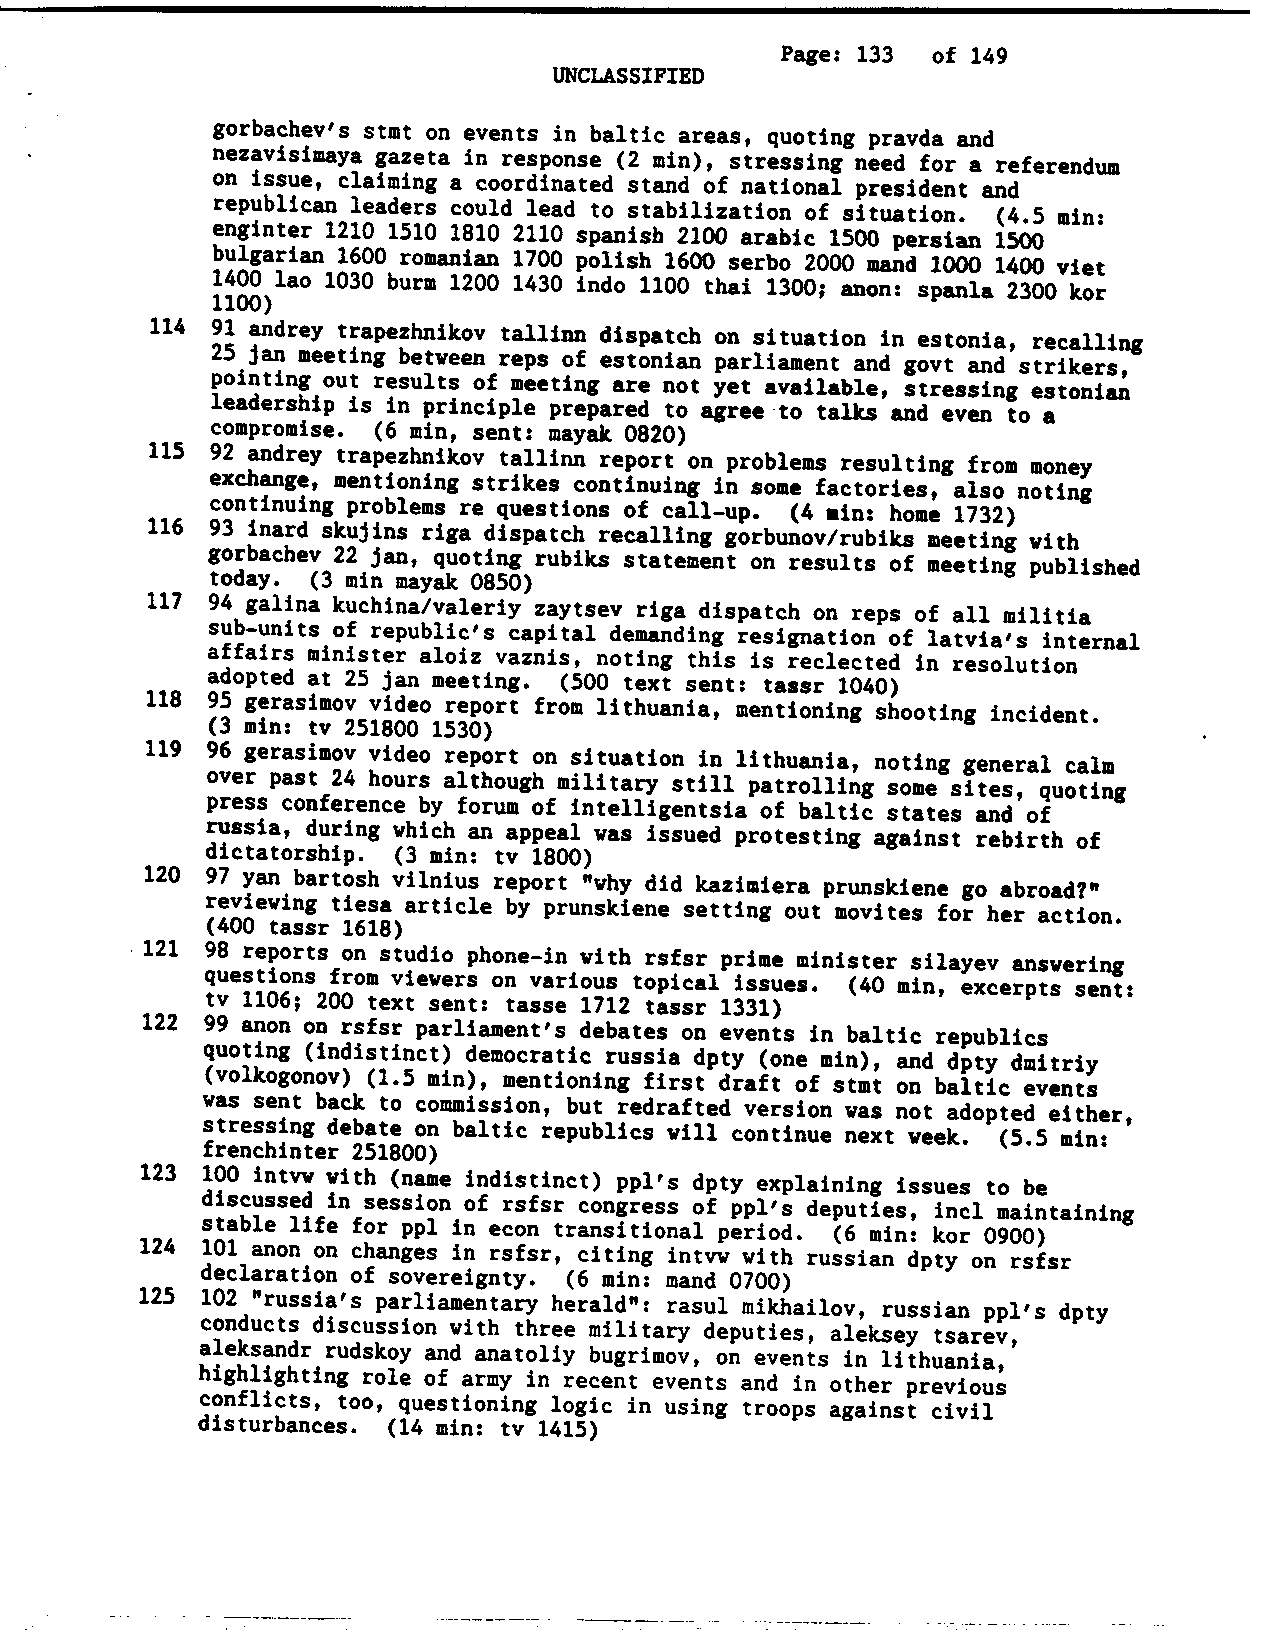 Page: 133 of 149
UNCLASSIFIED
gorbachev's stmt on events in baltic areas, quoting pravda and
nezavisimaya gazeta in response (2 min), stressing need for a referendum
on issue, claiming a coordinated stand of national president and
republican leaders could lead to stabilization of situation. (4.5 min:
enginter 1210 1510 1810 2110 spanish 2100 arabic 1500 persian 1500
bulgarian 1600 romanian 1700 polish 1600 serbo 2000 mand 1000 1400 viet
1400 lao 1030 burm 1200 1430 indo 1100 thai 1300; anon: spanla 2300 kor
1100)
114 91 andrey trapezhnikov tallinn dispatch on situation in estonia, recalling
25 jan meeting between reps of estonian parliament and govt and strikers,
pointing out results of meeting are not yet available, stressing estonian
leadership is in principle prepared to agree to talks and even to a
compromise. (6 min, sent: mayak 0820)
115 92 andrey trapezhnikov tallinn report on problems resulting from money
exchange, mentioning strikes continuing in some factories, also noting
continuing problems re questions of call-up. (4 min: home 1732)
116 93 inard skujins riga dispatch recalling gorbunov/rubiks meeting with
gorbachev 22 jan, quoting rubiks statement on results of meeting published
today. (3 min mayak 0850)
117 94 galina kuchina/valeriy zaytsev riga dispatch on reps of all militia
sub-units of republic's capital demanding resignation of latvia's internal
affairs minister aloiz vaznis, noting this is reclected in resolution
adopted at 25 jan meeting. (500 text sent: tassr 1040)
118 95 gerasimov video report from lithuania, mentioning shooting incident.
(3 min: tv 251800 1530)
119 96 gerasimov video report on situation in lithuania, noting general calm
over past 24 hours although military still patrolling some sites, quoting
press conference by forum of intelligentsia of baltic states and of
russia, during which an appeal was issued protesting against rebirth of
dictatorship. (3 min: tv 1800)
120 97 yan bartosh vilnius report "why did kazimiera prunskiene go abroad?"
reviewing tiesa article by prunskiene setting out movites for her action.
(400 tassr 1618)
121 98 reports on studio phone-in with rsfsr prime minister silayev answering
questions from viewers on various topical issues. (40 min, excerpts sent:
tv 1106; 200 text sent: tasse 1712 tassr 1331)
122 99 anon on rsfsr parliament's debates on events in baltic republics
quoting (indistinct) democratic russia dpty (one min), and dpty dmitriy
(volkogonov) (1.5 min), mentioning first draft of stmt on baltic events
was sent back to commission, but redrafted version was not adopted either,
stressing debate on baltic republics will continue next week. (5.5 min:
frenchinter 251800)
123 100 intvw with (name indistinct) ppl's dpty explaining issues to be
discussed in session of rsfsr congress of ppl's deputies, incl maintaining
stable life for ppl in econ transitional period. (6 min: kor 0900)
124 101 anon on changes in rsfsr, citing intvw with russian dpty on rsfsr
declaration of sovereignty. (6 min: mand 0700)
125 102 "russia's parliamentary herald": rasul mikhailov, russian ppl's dpty
conducts discussion with three military deputies, aleksey tsarev,
aleksandr rudskoy and anatoliy bugrimov, on events in lithuania,
highlighting role of army in recent events and in other previous
conflicts, too, questioning logic in using troops against civil
disturbances. (14 min: tv 1415)